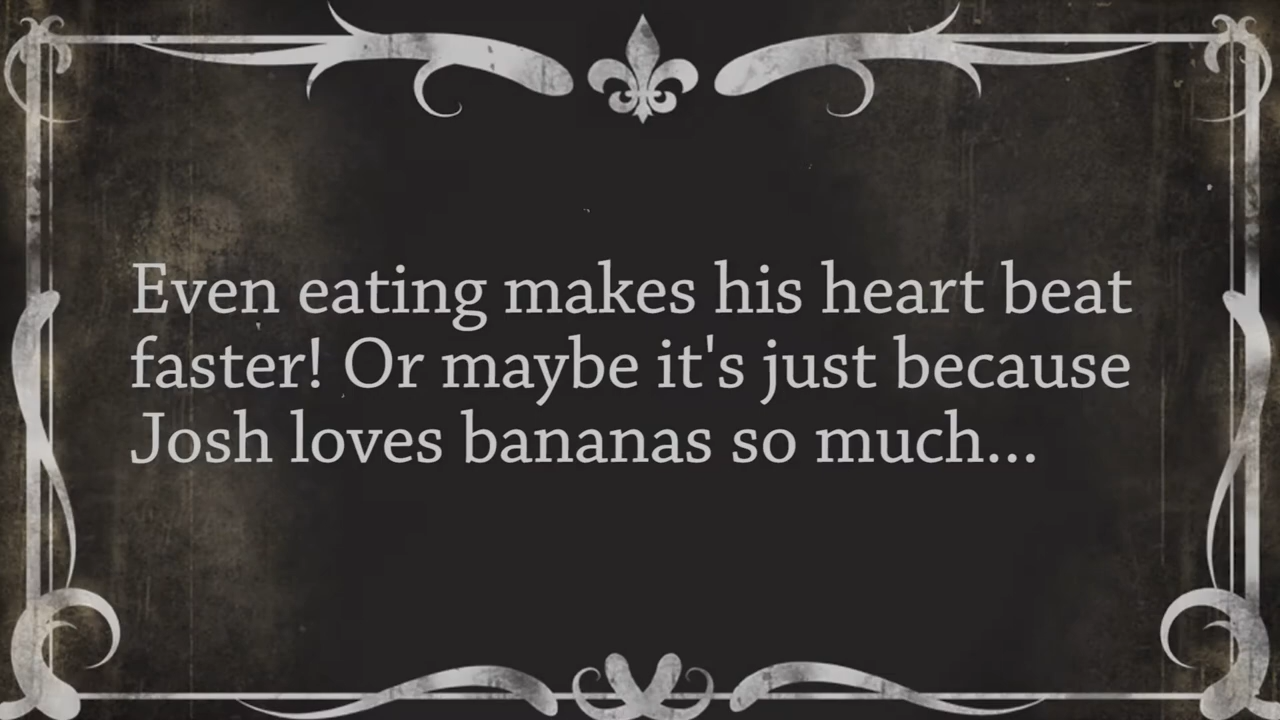 Even eating makes his heart beat
faster! Or maybe it's just because
Josh loves bananas so much...